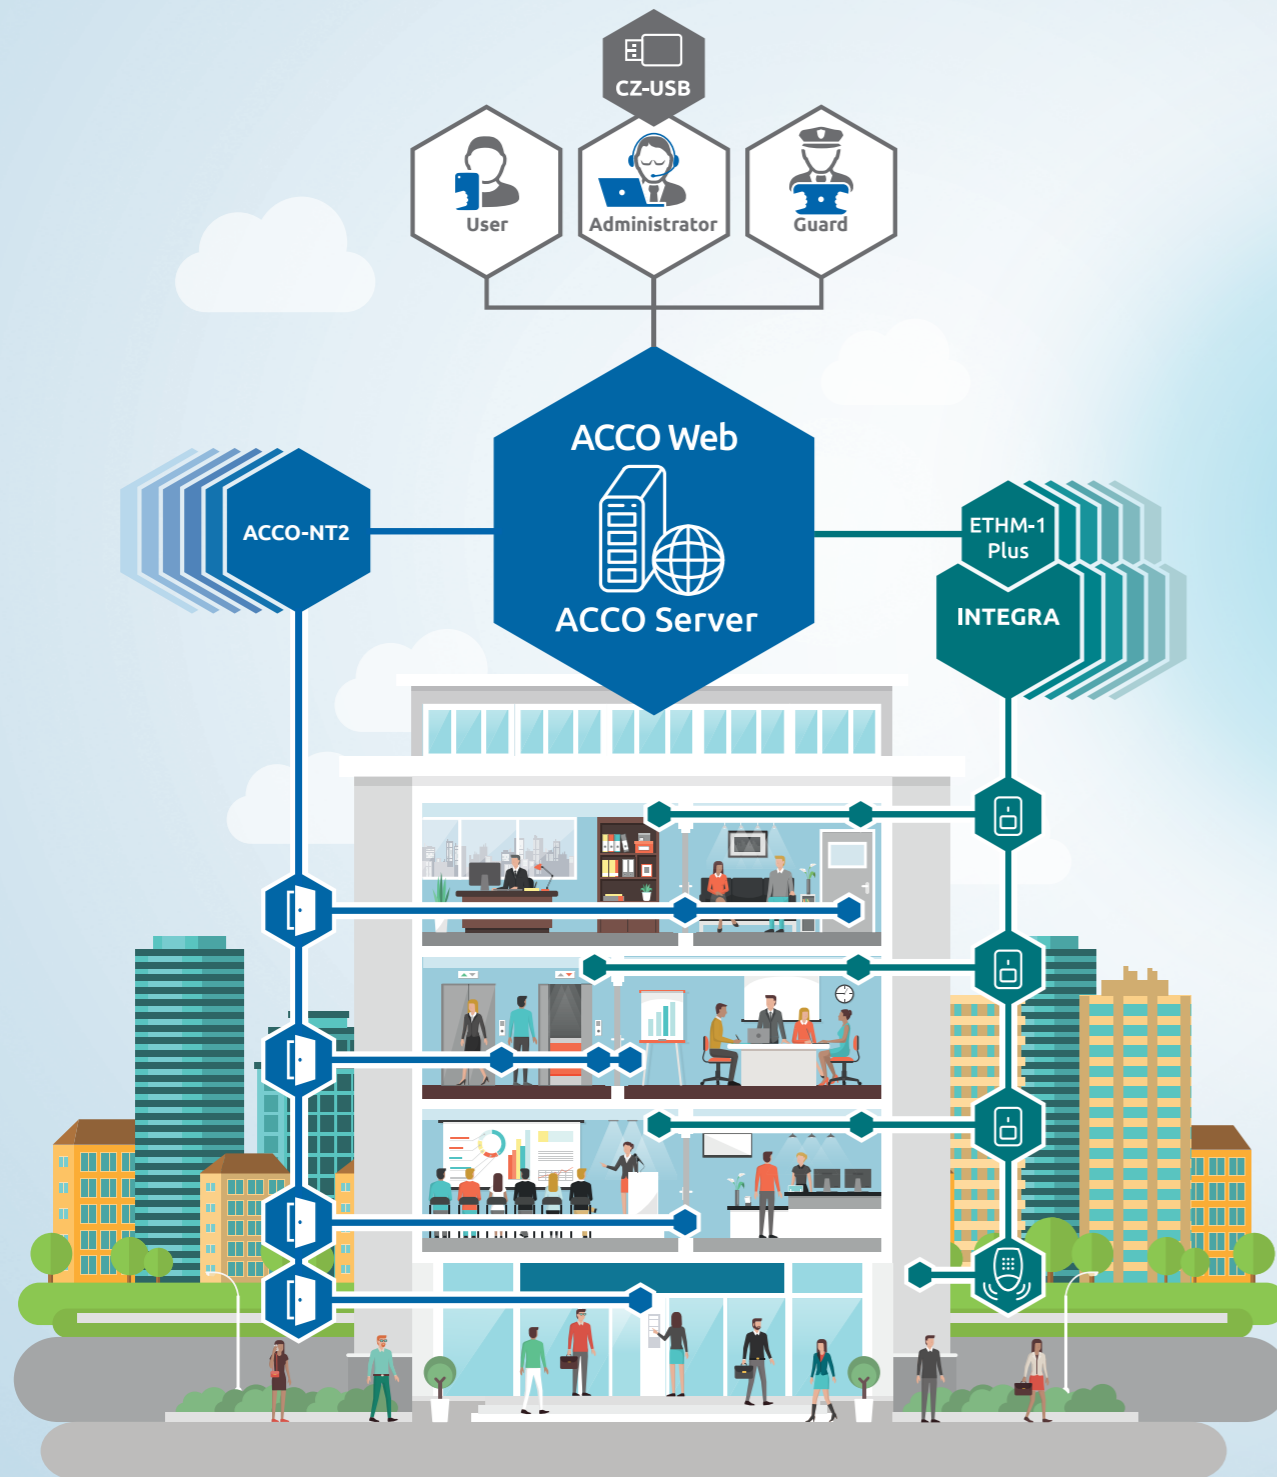 CZ-USB
User
Administrator
Guard
ACCO Web
ACCO Server
ACCO-NT2
ETHM-1
Plus
INTEGRA